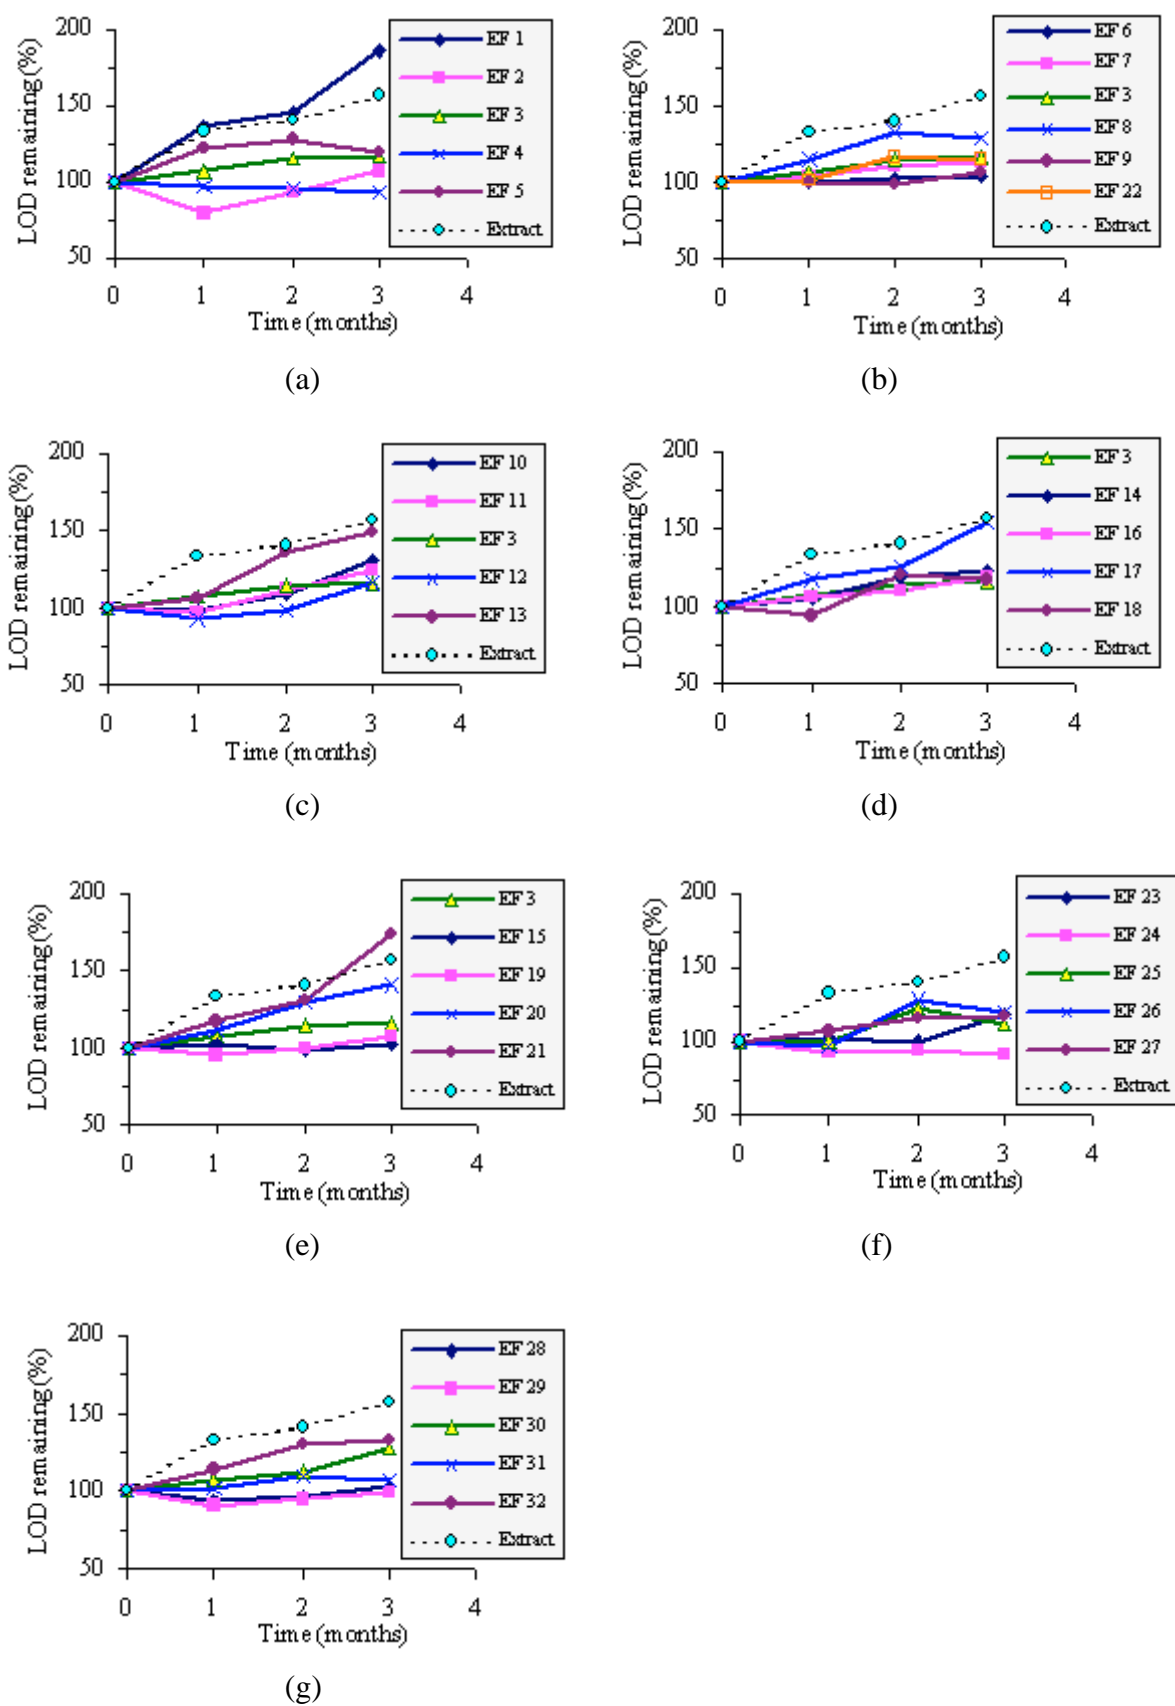 200
150
100
50
LOD remaining (%)
0 1 2 3 4
Time (months)
EF 1
EF 2
EF 3
EF 4
EF 5
Extract
(a)
200
150
100
50
LOD remaining (%)
0 1 2 3 4
Time (months)
EF 6
EF 7
EF 3
EF 8
EF 9
EF 22
Extract
(b)
200
150
100
50
LOD remaining (%)
0 1 2 3 4
Time (months)
EF 10
EF 11
EF 3
EF 12
EF 13
Extract
(c)
200
150
100
50
LOD remaining (%)
0 1 2 3 4
Time (months)
EF 3
EF 14
EF 16
EF 17
EF 18
Extract
(d)
200
150
100
50
LOD remaining (%)
0 1 2 3 4
Time (months)
EF 3
EF 15
EF 19
EF 20
EF 21
Extract
(e)
200
150
100
50
LOD remaining (%)
0 1 2 3 4
Time (months)
EF 23
EF 24
EF 25
EF 26
EF 27
Extract
(f)
200
150
100
50
LOD remaining (%)
0 1 2 3 4
Time (months)
EF 28
EF 29
EF 30
EF 31
EF 32
Extract
(g)